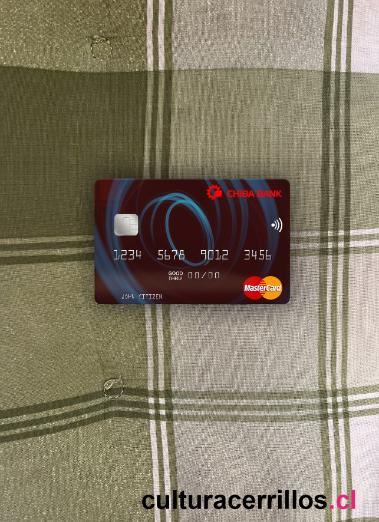 CHIBA BANK
1234 5678 9012 3456
GOOD
THRU 00/00
JOHN CITIZEN
MasterCard
culturacerrillos.cl